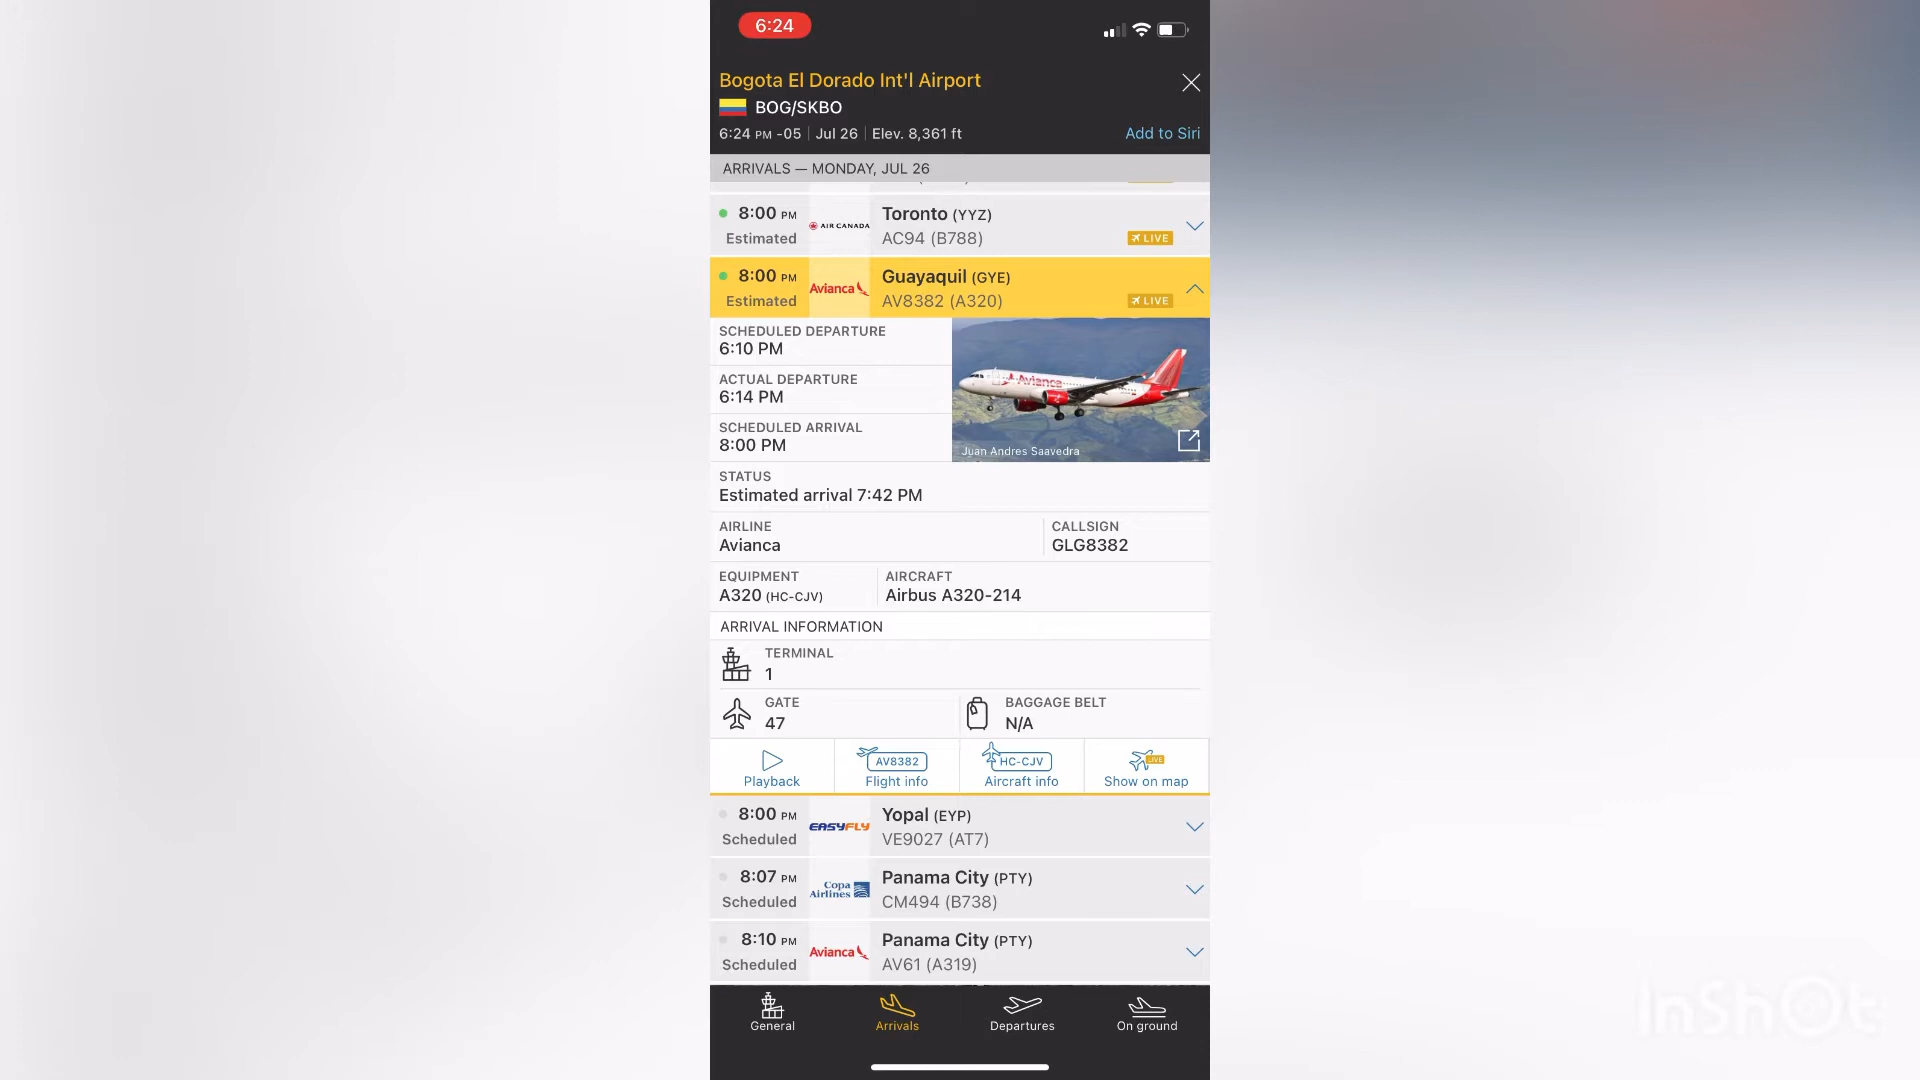 6:24
Bogota El Dorado Int'l Airport
BOG/SKBO
6:24 PM -05 | Jul 26 | Elev. 8,361 ft
Add to Siri
ARRIVALS — MONDAY, JUL 26
8:00 PM
Estimated
AIR CANADA
Toronto (YYZ)
AC94 (B788)
LIVE
8:00 PM
Estimated
Avianca
Guayaquil (GYE)
AV8382 (A320)
LIVE
SCHEDULED DEPARTURE
6:10 PM
ACTUAL DEPARTURE
6:14 PM
SCHEDULED ARRIVAL
8:00 PM
Avianca
Juan Andres Saavedra
STATUS
Estimated arrival 7:42 PM
AIRLINE
Avianca
CALLSIGN
GLG8382
EQUIPMENT
A320 (HC-CJV)
AIRCRAFT
Airbus A320-214
ARRIVAL INFORMATION
TERMINAL
1
GATE
47
BAGGAGE BELT
N/A
Playback
AV8382
Flight info
HC-CJV
Aircraft info
LIVE
Show on map
8:00 PM
Scheduled
EASYFLY
Yopal (EYP)
VE9027 (AT7)
8:07 PM
Scheduled
Copa
Airlines
Panama City (PTY)
CM494 (B738)
8:10 PM
Scheduled
Avianca
Panama City (PTY)
AV61 (A319)
General
Arrivals
Departures
On ground
InShOt